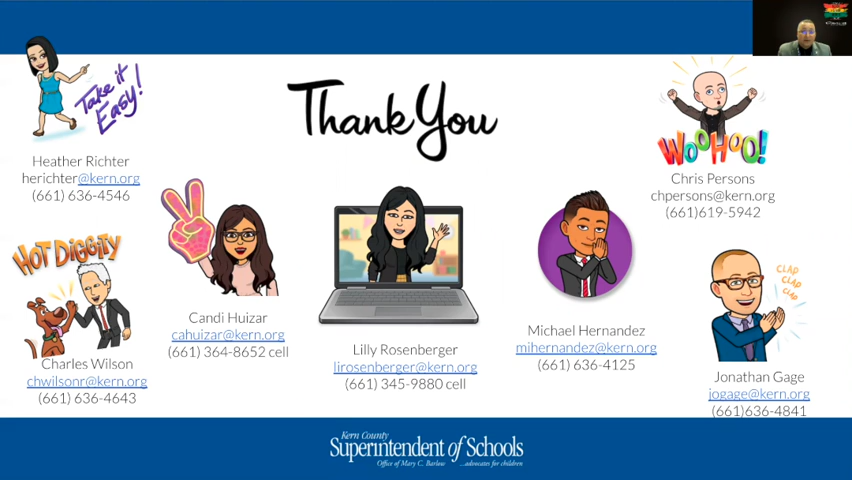 Thank You
Take it
Easy!
Heather Richter
herichter@kern.org
(661) 636-4546
WOOHOO!
Chris Persons
chpersons@kern.org
(661)619-5942
HOT DIGGITY
Charles Wilson
chwilsonr@kern.org
(661) 636-4643
Candi Huizar
cahuizar@kern.org
(661) 364-8652 cell
Lilly Rosenberger
lirosenberger@kern.org
(661) 345-9880 cell
Michael Hernandez
mihernandez@kern.org
(661) 636-4125
CLAP
CLAP
CLAP
Jonathan Gage
jogage@kern.org
(661)636-4841
Kern County
Superintendent of Schools
Office of Mary C. Barlow ...advocates for children